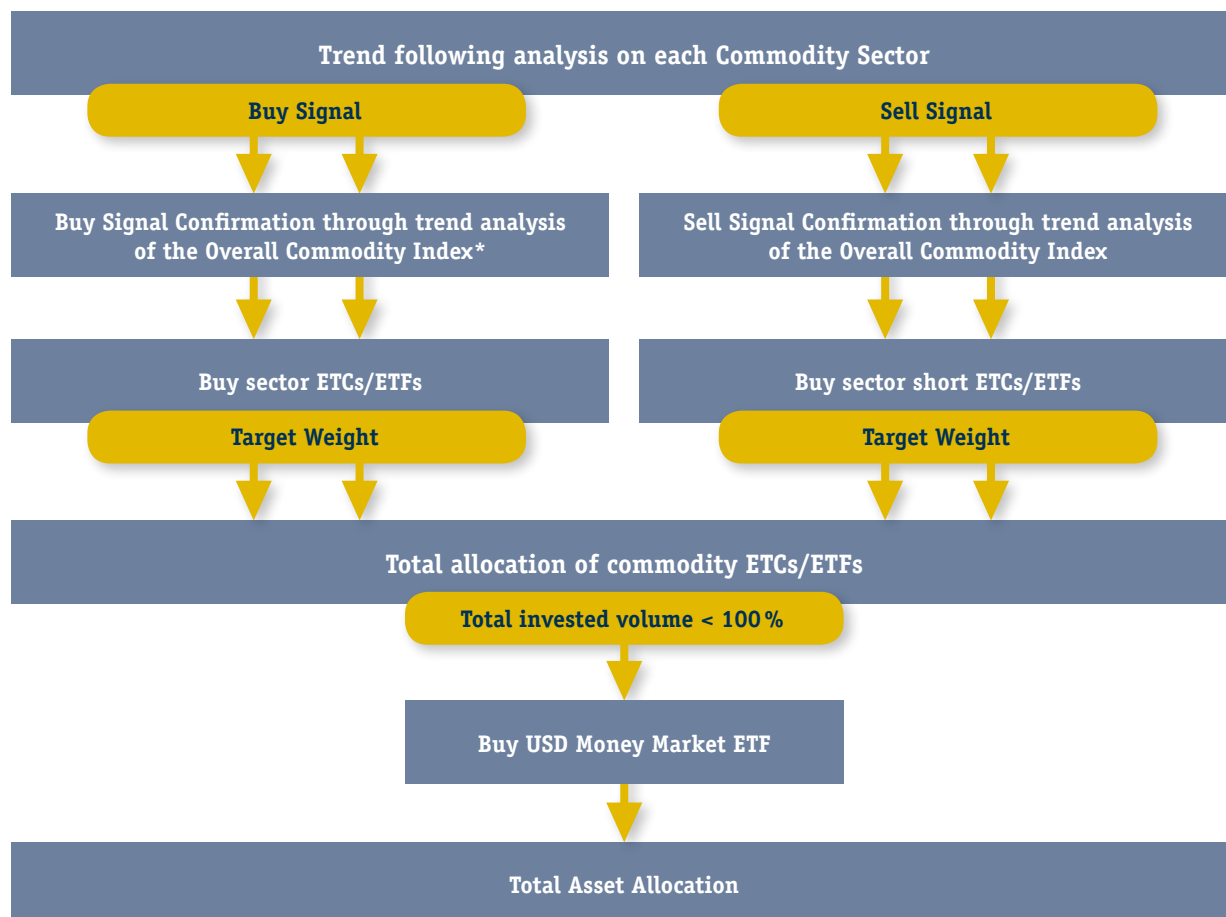 Trend following analysis on each Commodity Sector
Buy Signal
Sell Signal
Buy Signal Confirmation through trend analysis
of the Overall Commodity Index*
Sell Signal Confirmation through trend analysis
of the Overall Commodity Index
Buy sector ETCs/ETFs
Buy sector short ETCs/ETFs
Target Weight
Target Weight
Total allocation of commodity ETCs/ETFs
Total invested volume < 100 %
Buy USD Money Market ETF
Total Asset Allocation